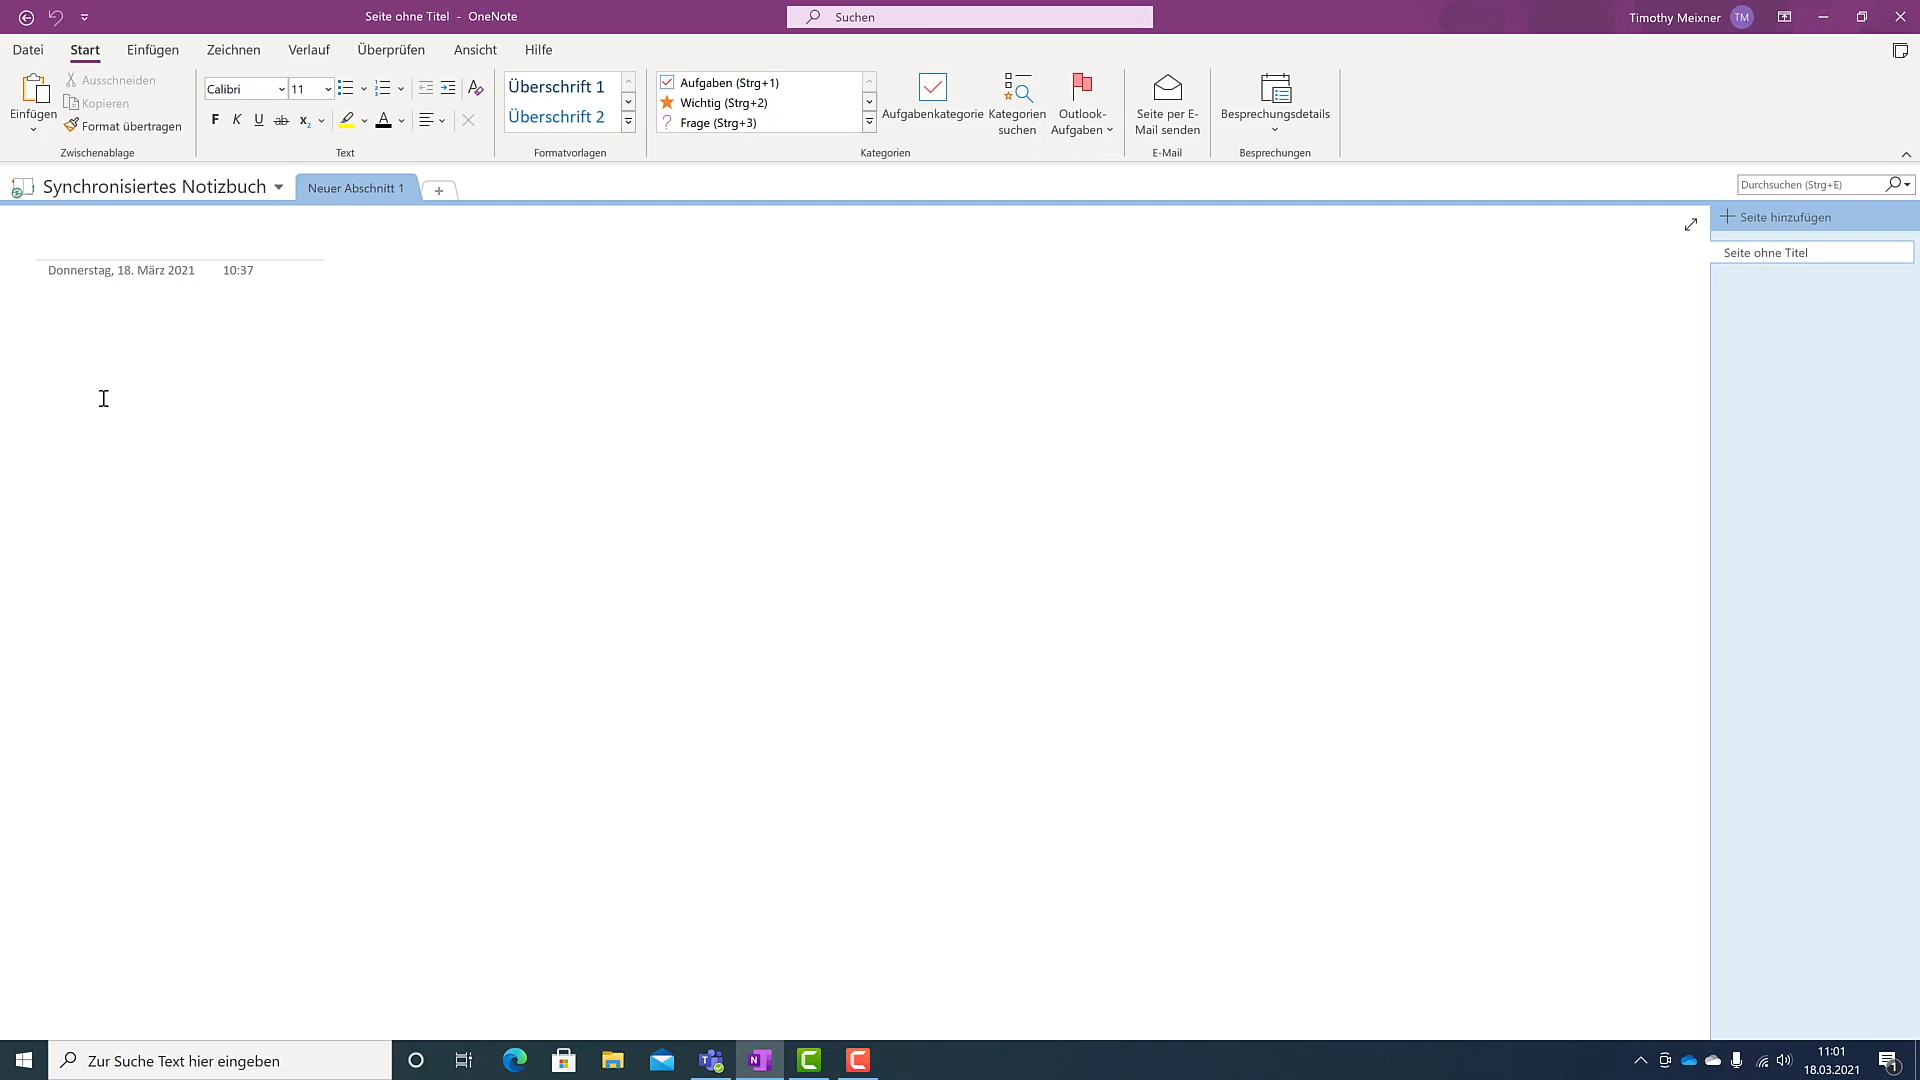 Seite ohne Titel - OneNote
Suchen
Timothy Meixner TM
Datei Start Einfügen Zeichnen Verlauf Überprüfen Ansicht Hilfe
Einfügen
Ausschneiden
Kopieren
Format übertragen
Zwischenablage
Calibri 11
F K U ab x₂ A
Text
Überschrift 1
Überschrift 2
Formatvorlagen
Aufgaben (Strg+1)
Wichtig (Strg+2)
Frage (Strg+3)
Aufgabenkategorie
Kategorien suchen
Outlook-Aufgaben
Kategorien
Seite per E-Mail senden
E-Mail
Besprechungsdetails
Besprechungen
Synchronisiertes Notizbuch
Neuer Abschnitt 1
Durchsuchen (Strg+E)
Seite hinzufügen
Seite ohne Titel
Donnerstag, 18. März 2021 10:37
Zur Suche Text hier eingeben
11:01
18.03.2021
1